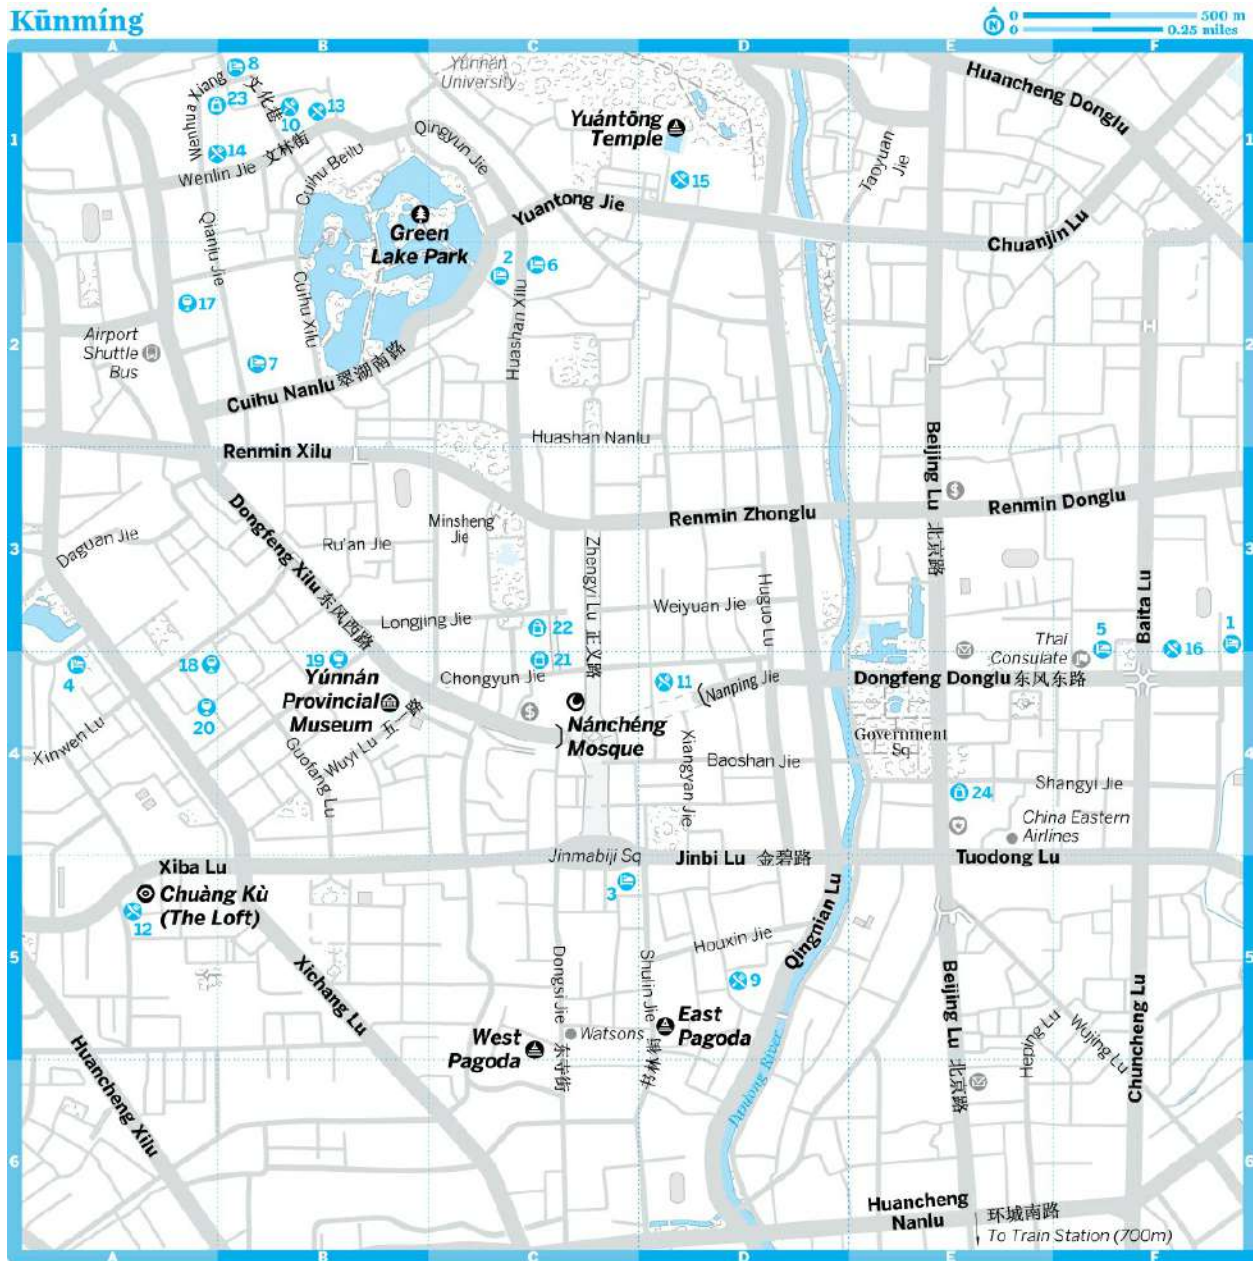 Kūnmíng
N
0 500 m
0 0.25 miles
A B C D E F
1
2
3
4
5
6
1
2
3
4
5
6
8
Wenhua Xiang 文化巷
23
10
13
14
Wenlin Jie 文林街
Cuihu Beilu
Yunnan
University
Qingyun Jie
Yuántōng
Temple
15
Yuantong Jie
Taoyuan
Jie
Huancheng Donglu
Chuanjin Lu
Green
Lake Park
Qianju Jie
Cuihu Xilu
2
6
Huashan Xilu
17
Airport
Shuttle
Bus
7
Cuihu Nanlu 翠湖南路
Huashan Nanlu
Renmin Xilu
Beijing Lu 北京路
Renmin Donglu
Renmin Zhonglu
Dongfeng Xilu 东风西路
Minsheng
Jie
Daguan Jie
Ru'an Jie
Zhengyi Lu 正义路
Huguo Lu
Weiyuan Jie
Longjing Jie
22
21
Baita Lu
Thai
Consulate
5
16
1
4
18
19
20
Yúnnán
Provincial
Museum
Chongyun Jie
11
Nanping Jie
Dongfeng Donglu 东风东路
Nánchéng
Mosque
Government
Sq
Xinwen Lu
Guofang Lu
Wuyi Lu 五一路
Xiangyan Jie
Baoshan Jie
Shangyi Jie
24
China Eastern
Airlines
Jinmabiji Sq
Jinbi Lu 金碧路
Tuodong Lu
Xiba Lu
Chuàng Kù
(The Loft)
12
3
Qingnian Lu
Houxin Jie
9
Dongsi Jie 东寺街
Shulin Jie 书林街
Xichang Lu
Beijing Lu 北京路
Chuncheng Lu
East
Pagoda
Watsons
West
Pagoda
Heping Lu
Wujing Lu
Huancheng Xilu
Panlong River
Huancheng
Nanlu
环城南路
To Train Station (700m)